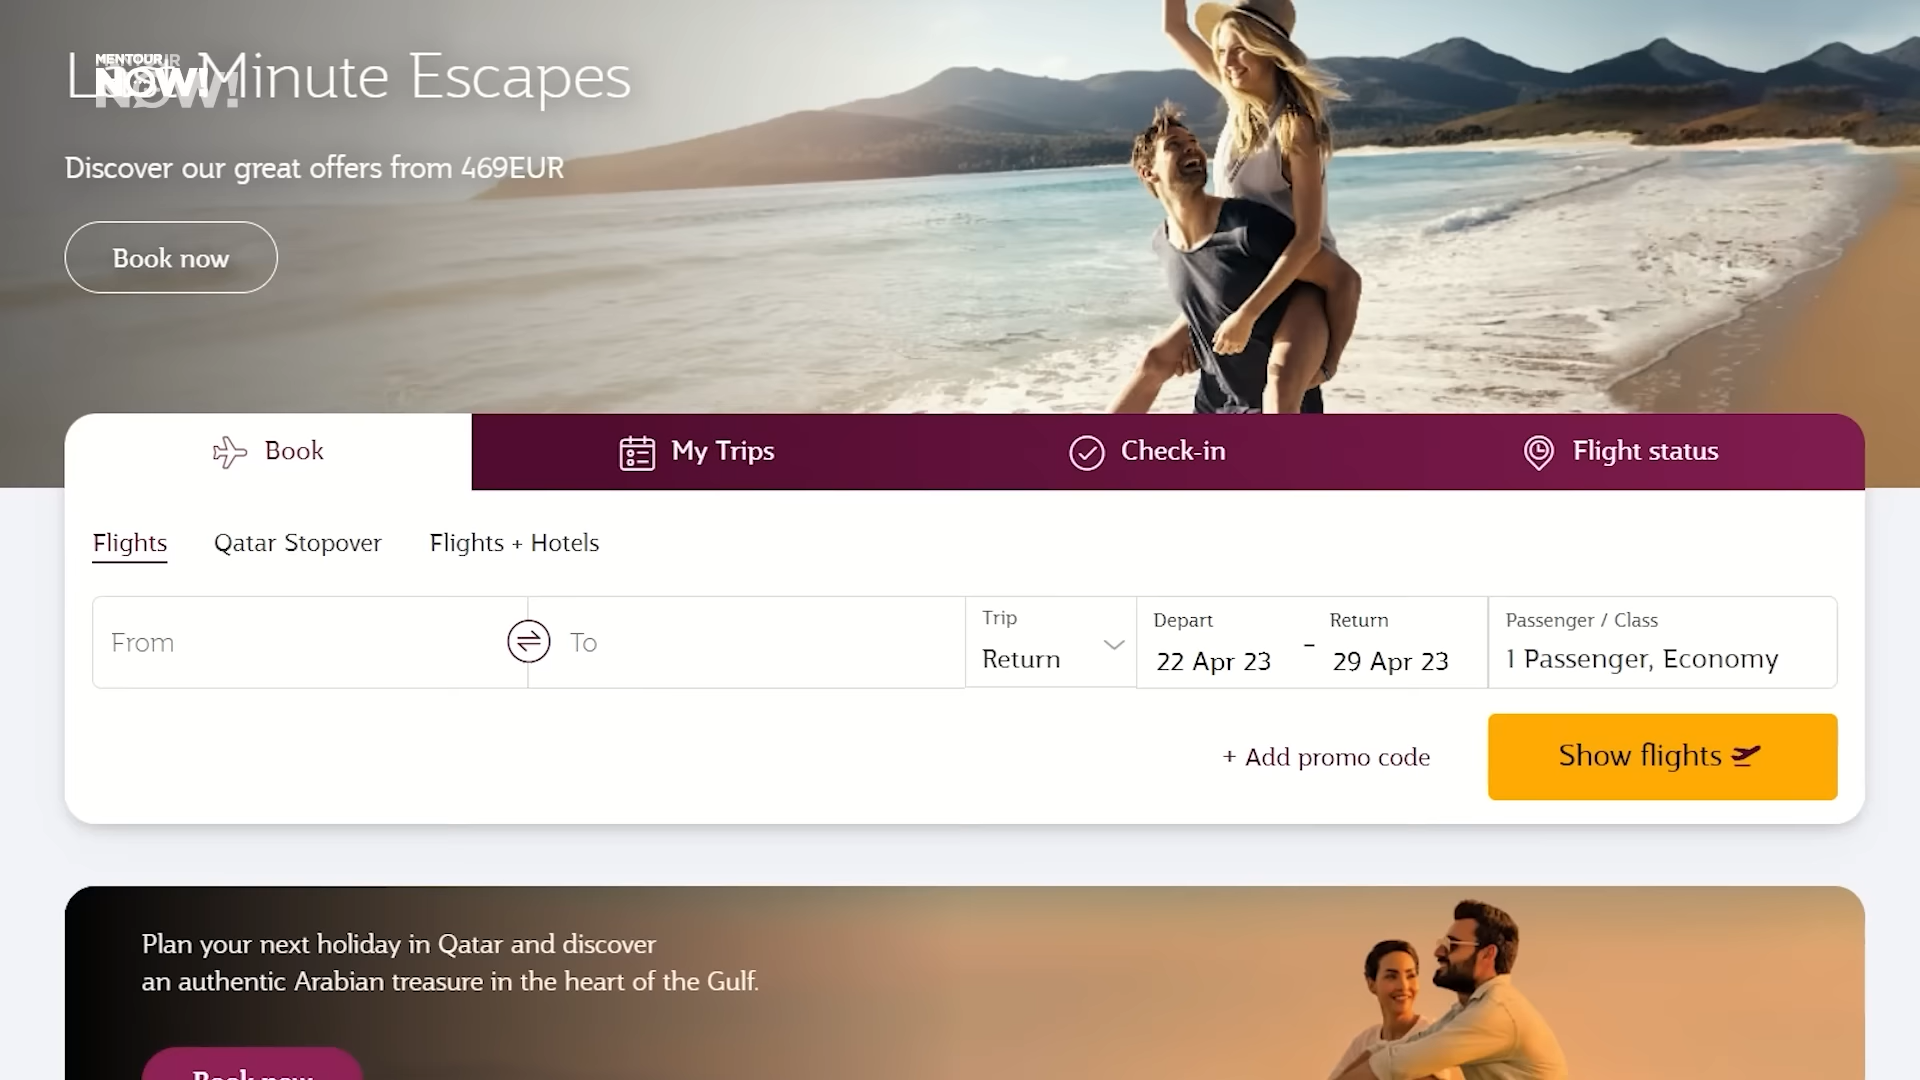 Last Minute Escapes
MENTOUR
NOW!
Discover our great offers from 469EUR
Book now
Book
My Trips
Check-in
Flight status
Flights
Qatar Stopover
Flights + Hotels
From
To
Trip
Return
Depart
22 Apr 23
-
Return
29 Apr 23
Passenger / Class
1 Passenger, Economy
+ Add promo code
Show flights
Plan your next holiday in Qatar and discover
an authentic Arabian treasure in the heart of the Gulf.
Book now